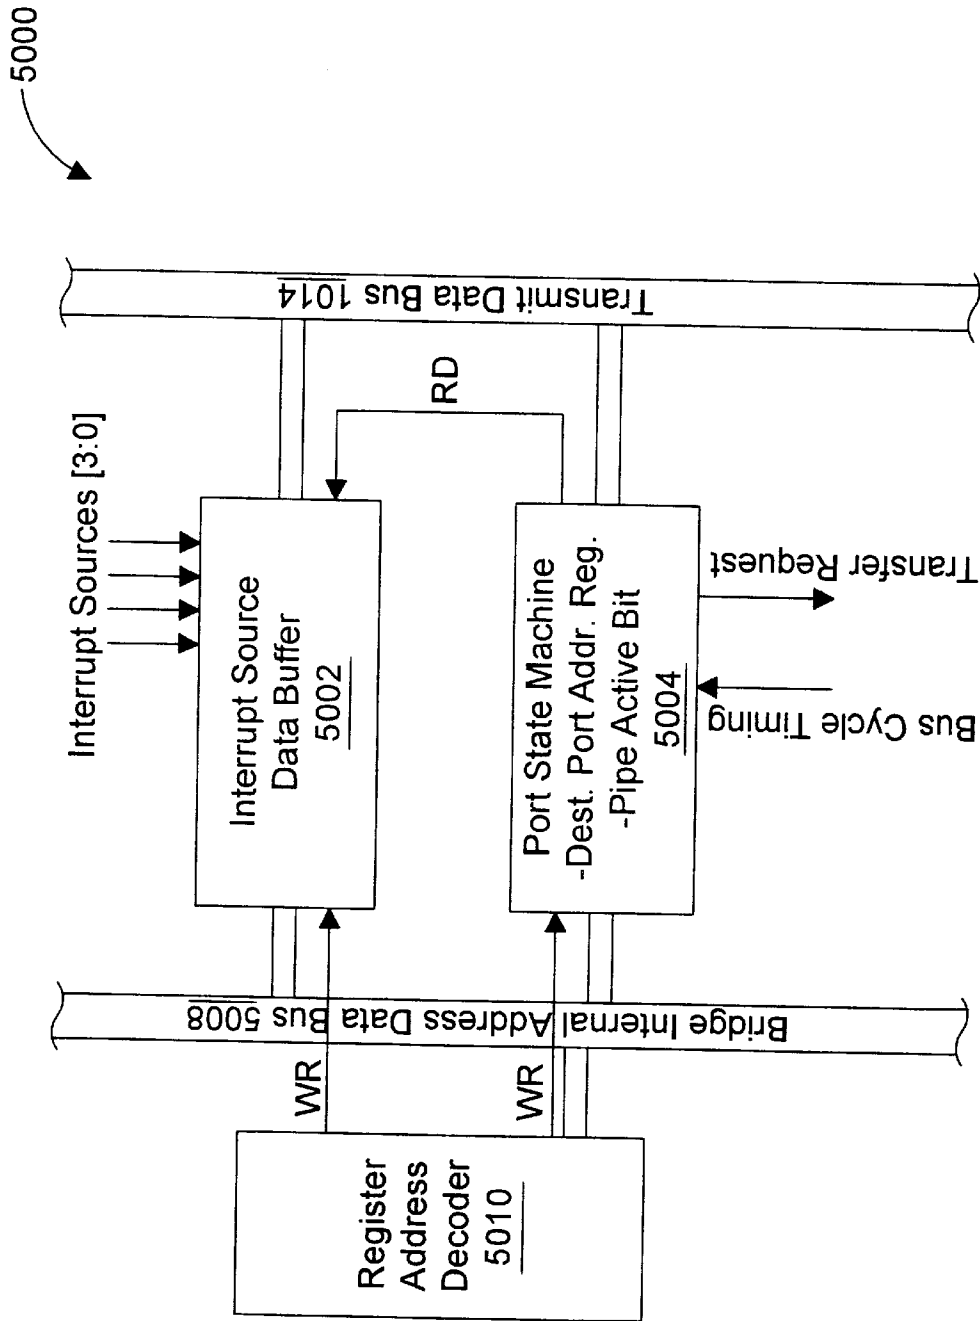 5000
Transmit Data Bus 1014
Interrupt Sources [3:0]
RD
Interrupt Source
Data Buffer
5002
Port State Machine
-Dest. Port Addr. Reg.
-Pipe Active Bit
5004
Transfer Request
Bus Cycle Timing
Bridge Internal Address Data Bus 5008
WR
WR
Register
Address
Decoder
5010